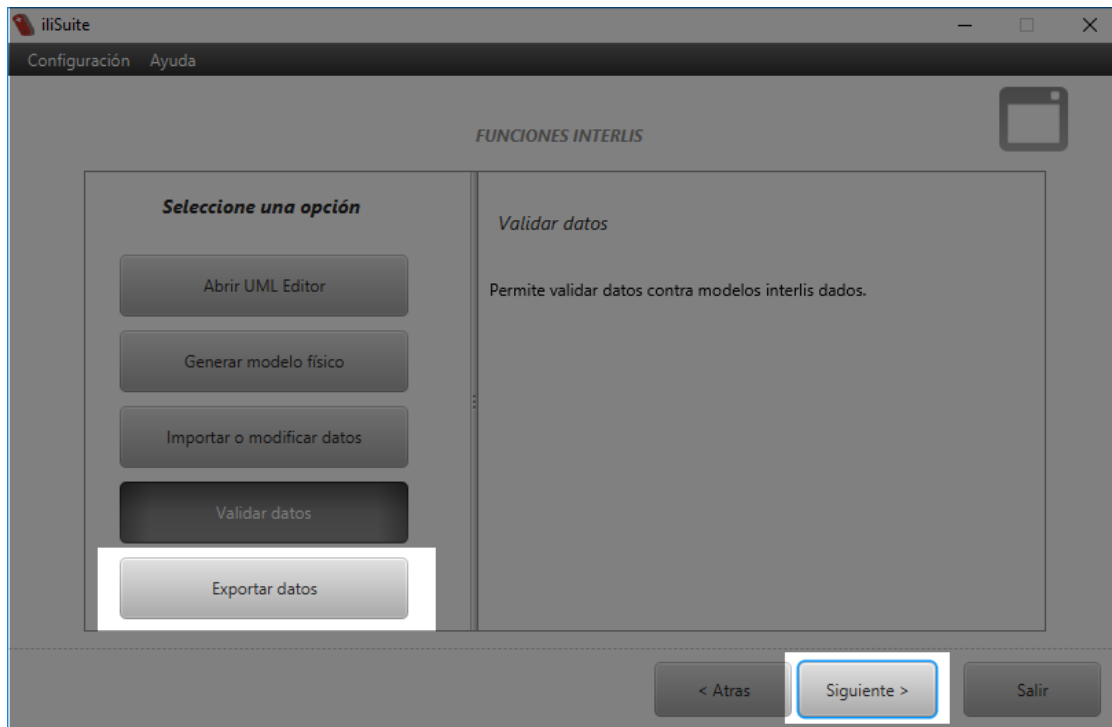 iliSuite
Configuración Ayuda
FUNCIONES INTERLIS
Seleccione una opción
Abrir UML Editor
Generar modelo físico
Importar o modificar datos
Validar datos
Exportar datos
Validar datos
Permite validar datos contra modelos interlis dados.
< Atras
Siguiente >
Salir